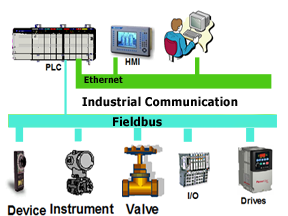 PLC
HMI
Ethernet
Industrial Communication
Fieldbus
Device Instrument Valve I/O Drives